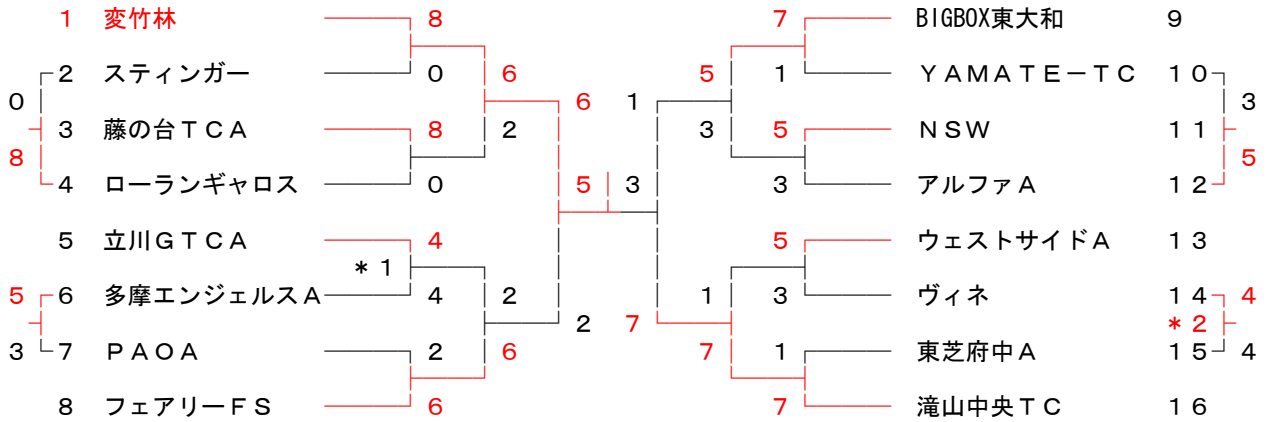 1 変竹林 8 7 BIGBOX東大和 9
2 スティンガー 0 6 5 1 ＹＡＭＡＴＥ－ＴＣ １０
0 6 1 3
3 藤の台ＴＣＡ 8 2 3 5 ＮＳＷ １１
8 5
4 ローランギャロス 0 5 3 3 アルファＡ １２
5 立川ＧＴＣＡ 4 5 ウェストサイドＡ １３
＊１
5 6 多摩エンジェルスＡ 4 2 1 3 ヴィネ １４ 4
2 7 ＊２
3 7 ＰＡＯＡ 2 6 7 1 東芝府中Ａ １５ 4
8 フェアリーＦＳ 6 7 滝山中央ＴＣ １６